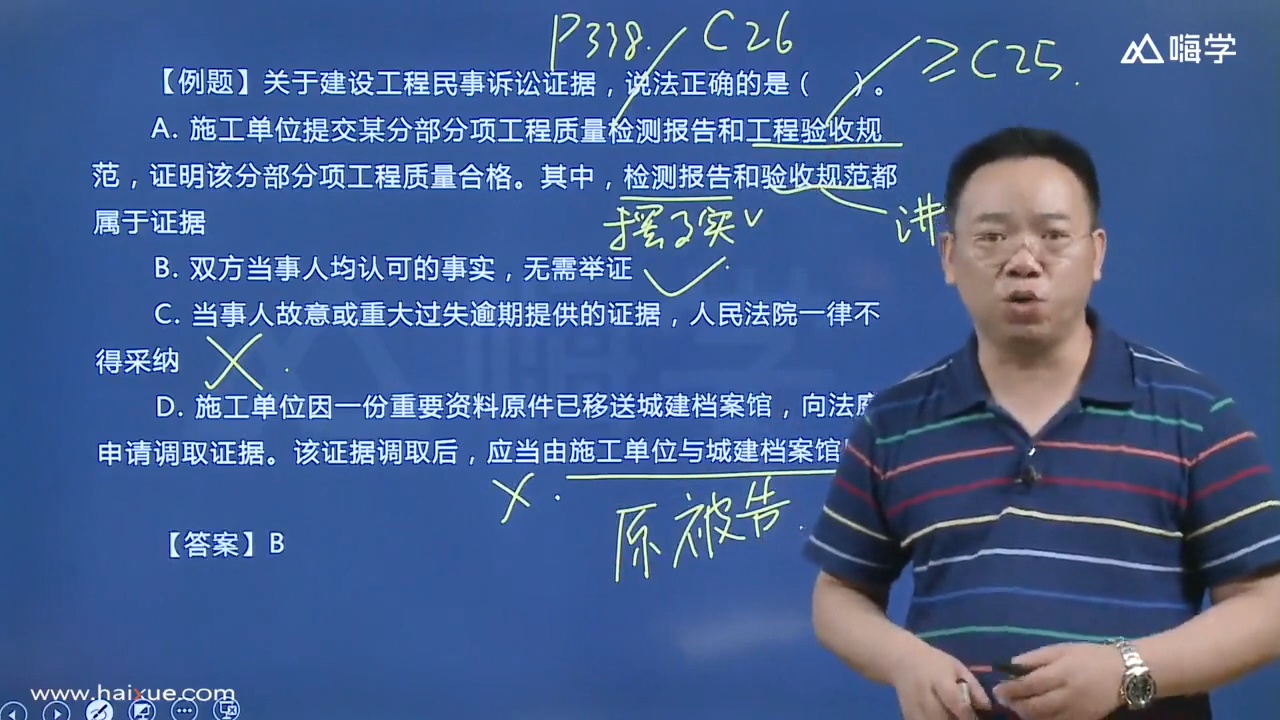 P338. C26
≥C25.
嗨学
【例题】关于建设工程民事诉讼证据，说法正确的是（ ）。
A. 施工单位提交某分部分项工程质量检测报告和工程验收规
范，证明该分部分项工程质量合格。其中，检测报告和验收规范都
属于证据
摆事实
讲
B. 双方当事人均认可的事实，无需举证
C. 当事人故意或重大过失逾期提供的证据，人民法院一律不
得采纳
D. 施工单位因一份重要资料原件已移送城建档案馆，向法庭
申请调取证据。该证据调取后，应当由施工单位与城建档案馆
原被告
【答案】B
www.haixue.com